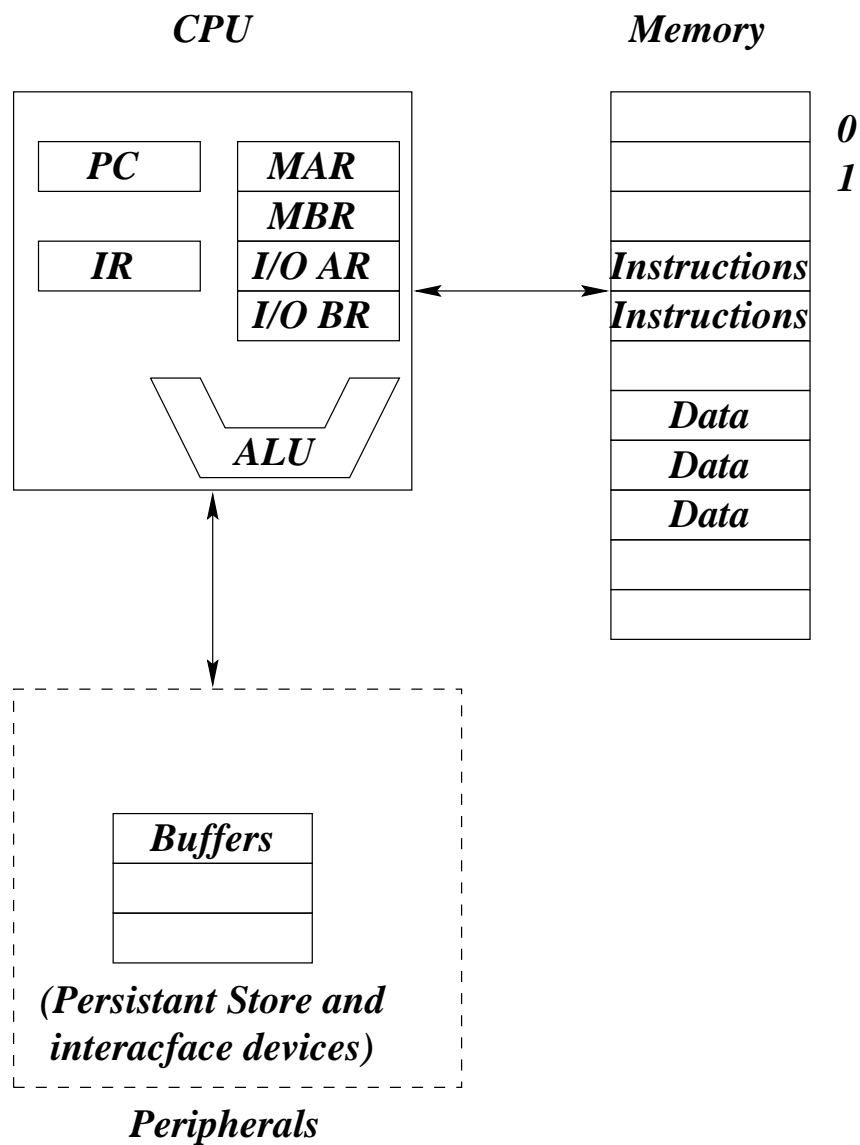 CPU
Memory
PC
MAR
MBR
IR
I/O AR
I/O BR
ALU
0
1
Instructions
Instructions
Data
Data
Data
Buffers
(Persistant Store and
interacface devices)
Peripherals